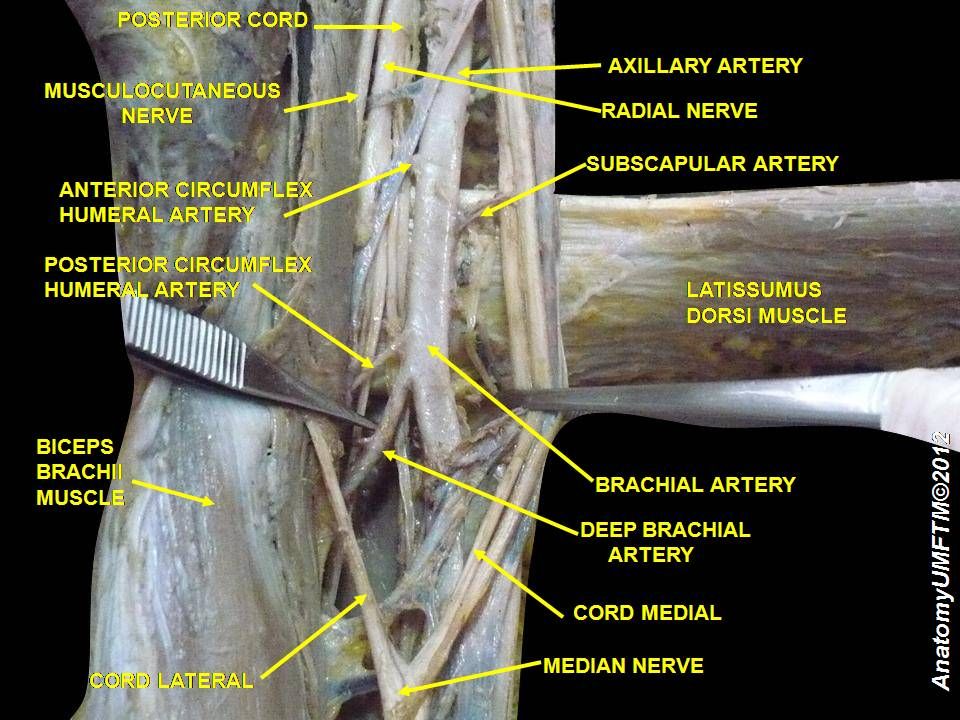 POSTERIOR CORD
AXILLARY ARTERY
MUSCULOCUTANEOUS
NERVE
RADIAL NERVE
SUBSCAPULAR ARTERY
ANTERIOR CIRCUMFLEX
HUMERAL ARTERY
POSTERIOR CIRCUMFLEX
HUMERAL ARTERY
LATISSUMUS
DORSI MUSCLE
BICEPS
BRACHII
MUSCLE
BRACHIAL ARTERY
DEEP BRACHIAL
ARTERY
CORD MEDIAL
MEDIAN NERVE
CORD LATERAL
AnatomyUMFTM©2012